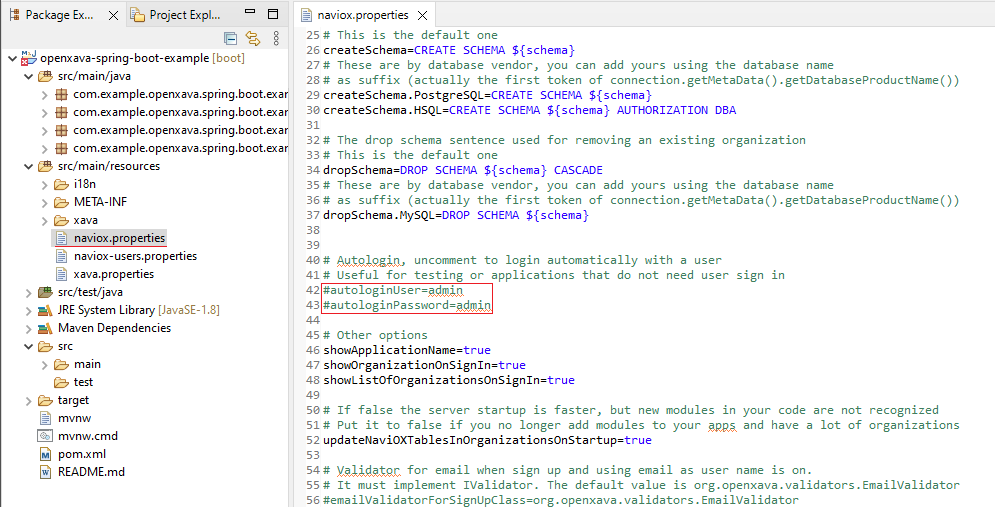 Package Ex...
Project Expl...
openxava-spring-boot-example [boot]
src/main/java
com.example.openxava.spring.boot.exar
com.example.openxava.spring.boot.exar
com.example.openxava.spring.boot.exar
com.example.openxava.spring.boot.exar
src/main/resources
i18n
META-INF
xava
naviox.properties
naviox-users.properties
xava.properties
src/test/java
JRE System Library [JavaSE-1.8]
Maven Dependencies
src
main
test
target
mvnw
mvnw.cmd
pom.xml
README.md
naviox.properties
25 # This is the default one
26 createSchema=CREATE SCHEMA ${schema}
27 # These are by database vendor, you can add yours using the database name
28 # as suffix (actually the first token of connection.getMetaData().getDatabaseProductName())
29 createSchema.PostgreSQL=CREATE SCHEMA ${schema}
30 createSchema.HSQL=CREATE SCHEMA ${schema} AUTHORIZATION DBA
31
32 # The drop schema sentence used for removing an existing organization
33 # This is the default one
34 dropSchema=DROP SCHEMA ${schema} CASCADE
35 # These are by database vendor, you can add yours using the database name
36 # as suffix (actually the first token of connection.getMetaData().getDatabaseProductName())
37 dropSchema.MySQL=DROP SCHEMA ${schema}
38
39
40 # Autologin, uncomment to login automatically with a user
41 # Useful for testing or applications that do not need user sign in
42 #autologinUser=admin
43 #autologinPassword=admin
44
45 # Other options
46 showApplicationName=true
47 showOrganizationOnSignIn=true
48 showListOfOrganizationsOnSignIn=true
49
50 # If false the server startup is faster, but new modules in your code are not recognized
51 # Put it to false if you no longer add modules to your apps and have a lot of organizations
52 updateNaviOXTablesInOrganizationsOnStartup=true
53
54 # Validator for email when sign up and using email as user name is on.
55 # It must implement IValidator. The default value is org.openxava.validators.EmailValidator
56 #emailValidatorForSignUpClass=org.openxava.validators.EmailValidator